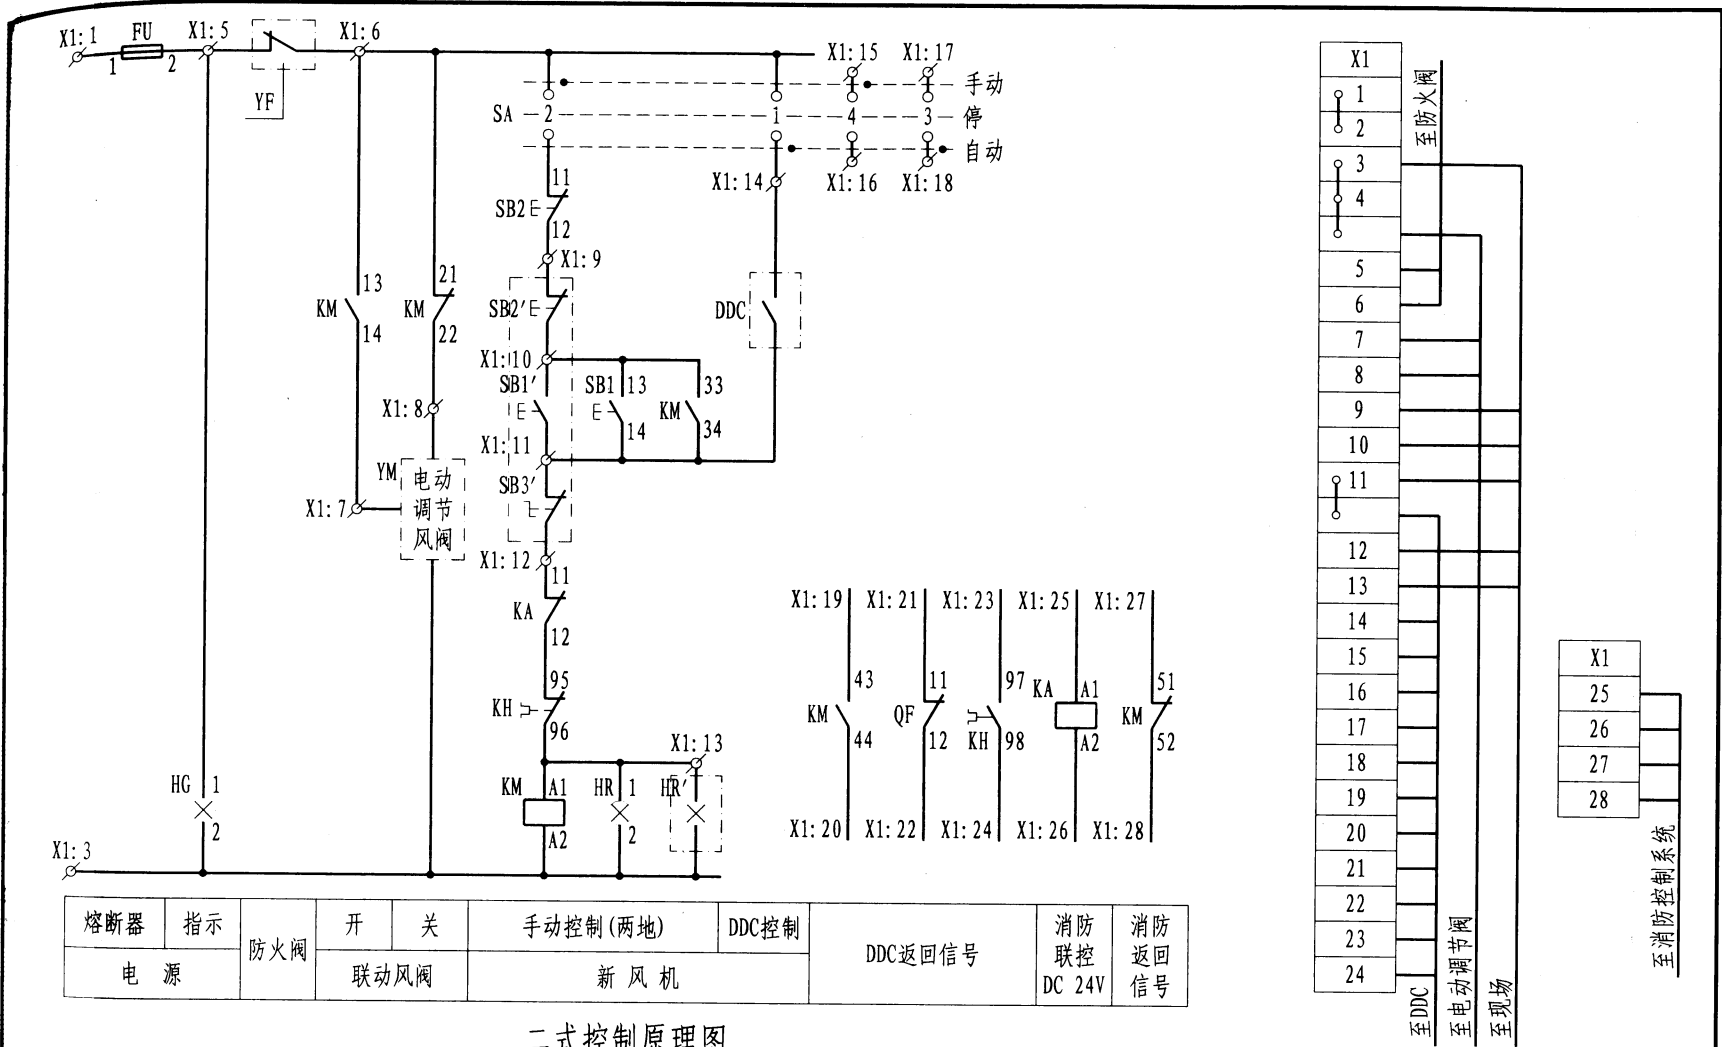 X1:1 FU X1:5 X1:6
1 2
YF
X1:15 X1:17
手动
SA 2 1 4 3 停
自动
X1:14 X1:16 X1:18
11
SB2
12
X1:9
13 21
KM KM SB2' DDC
14 22
X1:10
SB1' SB1 13 33
X1:8 KM
14 34
X1:11
YM 电动 SB3'
X1:7 调节
风阀
X1:12
11
KA
12
X1:19 X1:21 X1:23 X1:25 X1:27
95 43 11 97 KA A1 51
KH KM QF KM
96 44 12 KH 98 A2 52
X1:13
HG 1 KM A1 HR 1 HR'
2 A2 2
X1:20 X1:22 X1:24 X1:26 X1:28
X1:3
熔断器 指示 防火阀 开 关 手动控制(两地) DDC控制 DDC返回信号 消防 消防
联控 返回
电 源 联动风阀 新风机 DC 24V 信号
二式控制原理图
X1
1
2
3
4
5
6
7
8
9
10
11
12
13
14
15
16
17
18
19
20
21
22
23
24
至防火阀
至DDC
至电动调节阀
至现场
X1
25
26
27
28
至消防控制系统